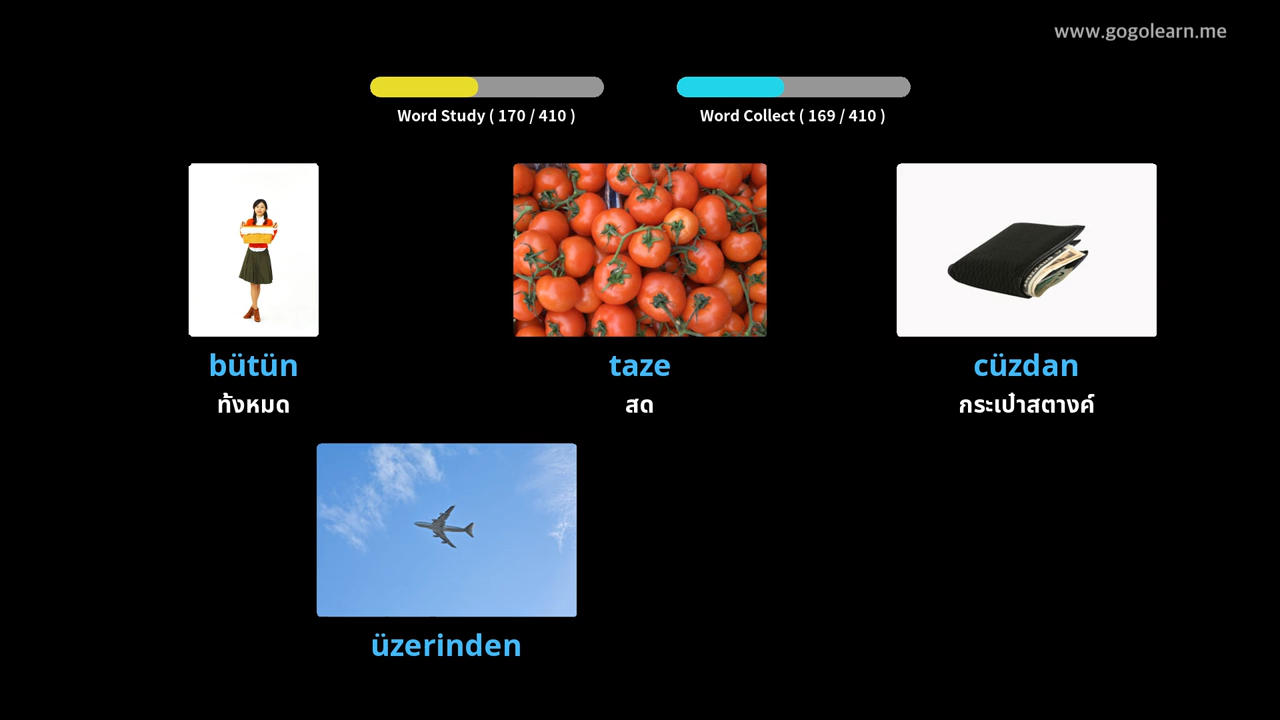 www.gogolearn.me
Word Study ( 170 / 410 )
Word Collect ( 169 / 410 )
bütün
ทั้งหมด
taze
สด
cüzdan
กระเป๋าสตางค์
üzerinden